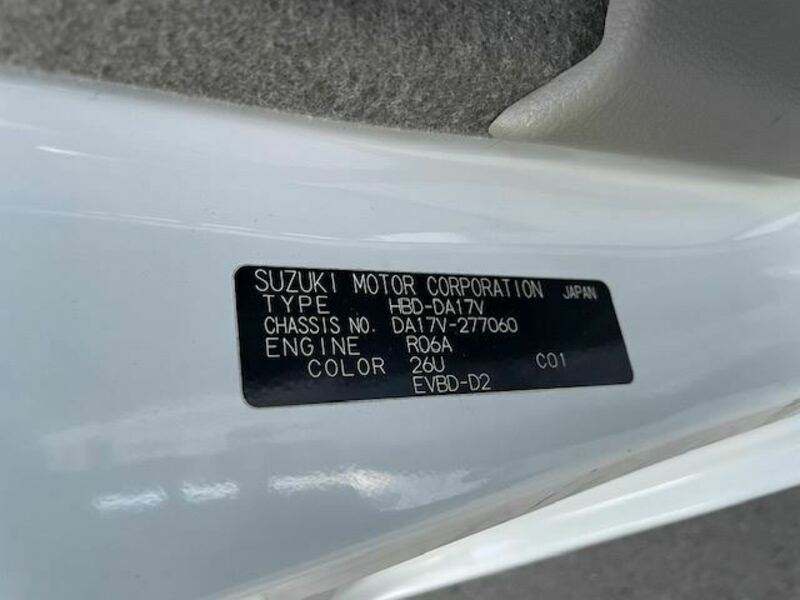 SUZUKI MOTOR CORPORATION JAPAN
TYPE HBD-DA17V
CHASSIS NO. DA17V-277060
ENGINE R06A
COLOR 26U C01
EVBD-D2